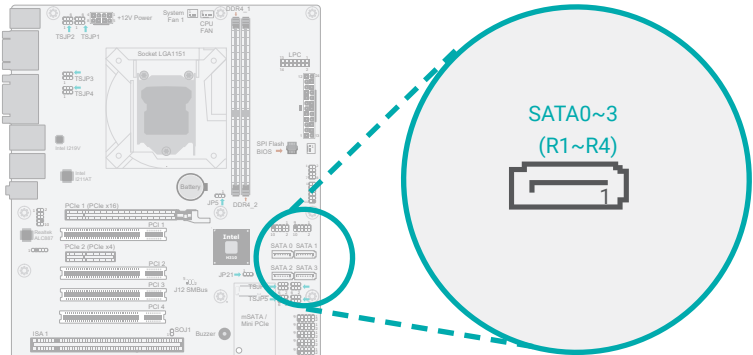 DDR4_1
System
Fan 1
CPU
FAN
+12V Power
TSJP2
TSJP1
Socket LGA1151
LPC
TSJP3
TSJP4
SATA0~3
(R1~R4)
1
SPI Flash
BIOS
Intel
I211AT
Battery
JP5
DDR4_2
PCIe 1 (PCIe x16)
PCI 1
Realtek
Intel
PCIe 2 (PCIe x4)
SATA 0
SATA 1
PCI 2
JP21
SATA 2
SATA 3
PCI 3
J12 SMBus
TSJP5
PCI 4
mSATA /
Mini PCIe
ISA 1
SOJ1
Buzzer